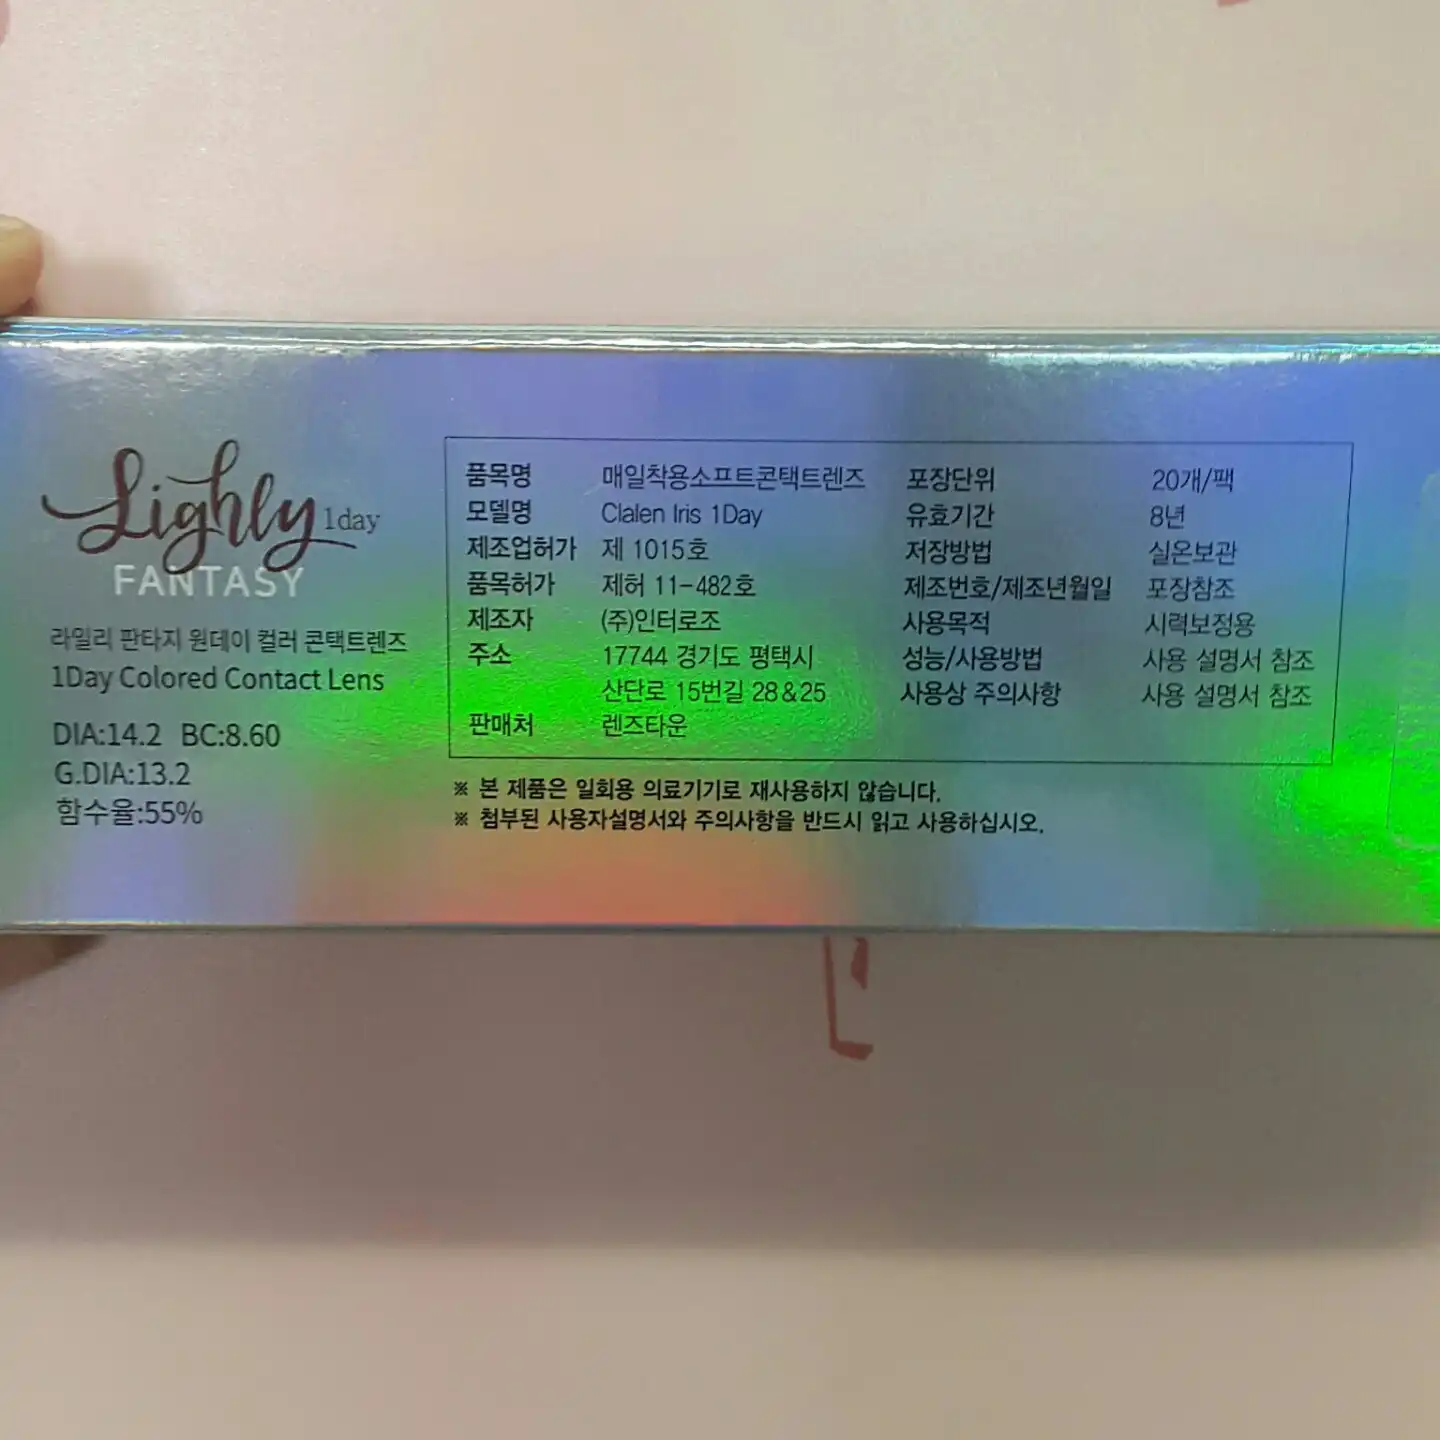 Lighly 1day
FANTASY
라일리 판타지 원데이 컬러 콘택트렌즈
1Day Colored Contact Lens
DIA:14.2 BC:8.60
G.DIA:13.2
함수율:55%
품목명 매일착용소프트콘택트렌즈
모델명 Clalen Iris 1Day
제조업허가 제 1015호
품목허가 제허 11-482호
제조자 (주)인터로조
주소 17744 경기도 평택시
산단로 15번길 28&25
판매처 렌즈타운
포장단위 20개/팩
유효기간 8년
저장방법 실온보관
제조번호/제조년월일 포장참조
사용목적 시력보정용
성능/사용방법 사용 설명서 참조
사용상 주의사항 사용 설명서 참조
※ 본 제품은 일회용 의료기기로 재사용하지 않습니다.
※ 첨부된 사용자설명서와 주의사항을 반드시 읽고 사용하십시오.